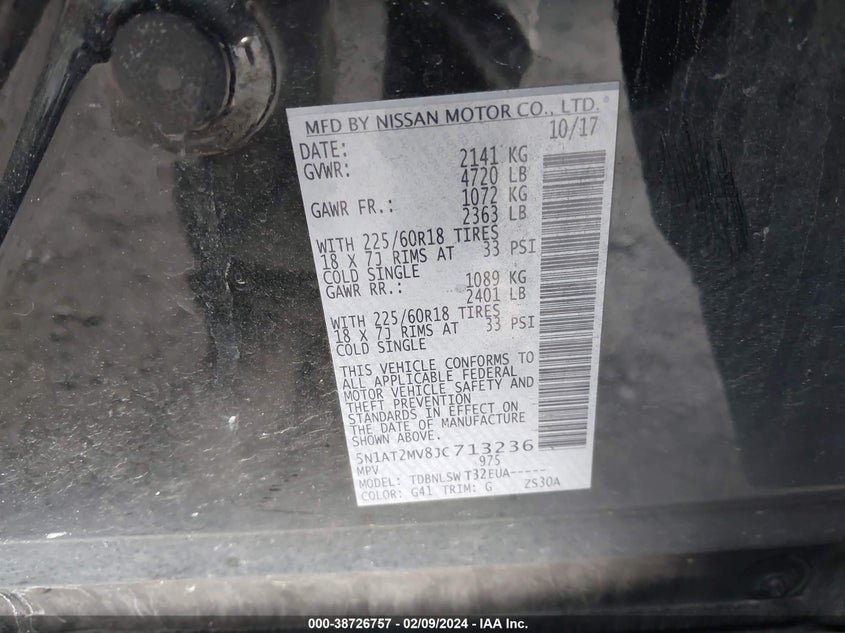 MFD BY NISSAN MOTOR CO., LTD.
DATE: 10/17
GVWR: 2141 KG
4720 LB
GAWR FR.: 1072 KG
2363 LB
WITH 225/60R18 TIRES
18 X 7J RIMS AT 33 PSI
COLD SINGLE
GAWR RR.: 1089 KG
2401 LB
WITH 225/60R18 TIRES
18 X 7J RIMS AT 33 PSI
COLD SINGLE
THIS VEHICLE CONFORMS TO
ALL APPLICABLE FEDERAL
MOTOR VEHICLE SAFETY AND
THEFT PREVENTION
STANDARDS IN EFFECT ON
THE DATE OF MANUFACTURE
SHOWN ABOVE.
5N1AT2MV8JC713236
MPV 975
MODEL: TDBNLSW T32EUA-----
COLOR: G41 TRIM: G ZS30A
000-38726757 - 02/09/2024 - IAA Inc.